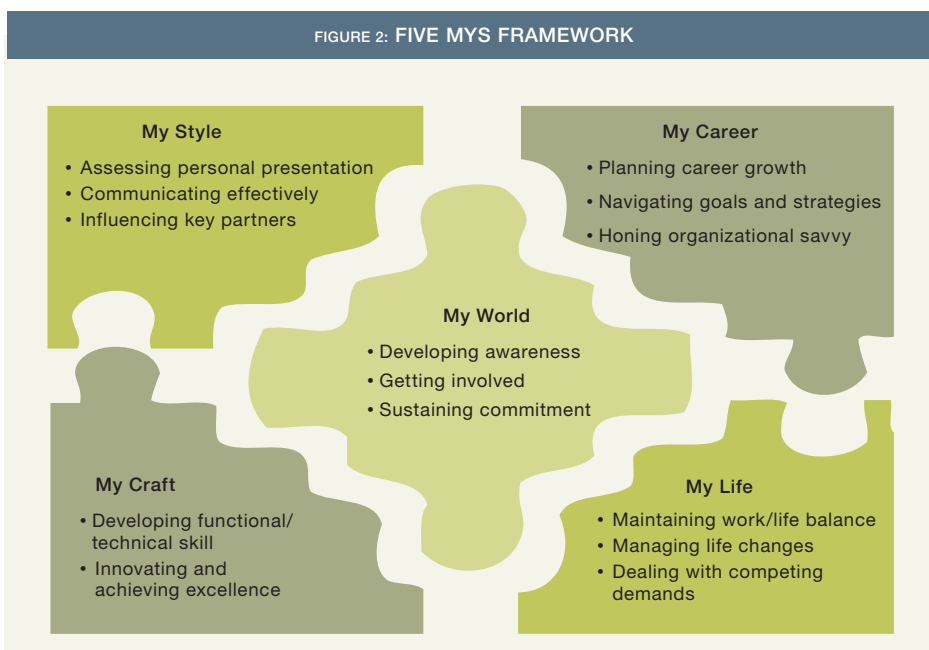 FIGURE 2: FIVE MYS FRAMEWORK
My Style
• Assessing personal presentation
• Communicating effectively
• Influencing key partners
My Career
• Planning career growth
• Navigating goals and strategies
• Honing organizational savvy
My World
• Developing awareness
• Getting involved
• Sustaining commitment
My Craft
• Developing functional/
technical skill
• Innovating and
achieving excellence
My Life
• Maintaining work/life balance
• Managing life changes
• Dealing with competing
demands